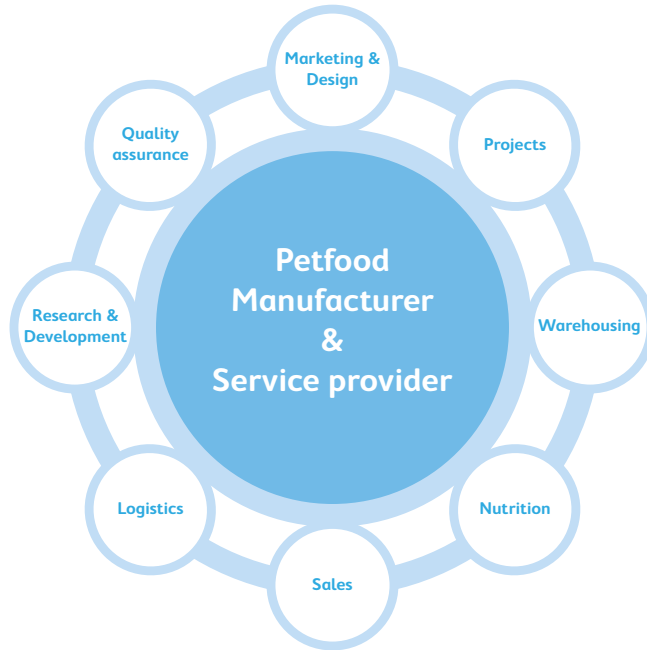 Marketing &
Design
Projects
Quality
assurance
Petfood
Manufacturer
&
Service provider
Research &
Development
Warehousing
Logistics
Nutrition
Sales